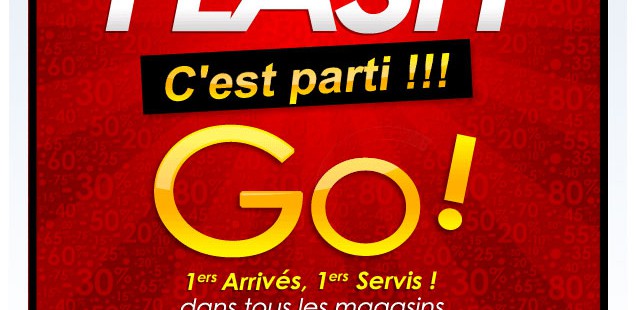 FLASH
C'est parti !!!
Go!
1ers Arrivés, 1ers Servis !
dans tous les magasins